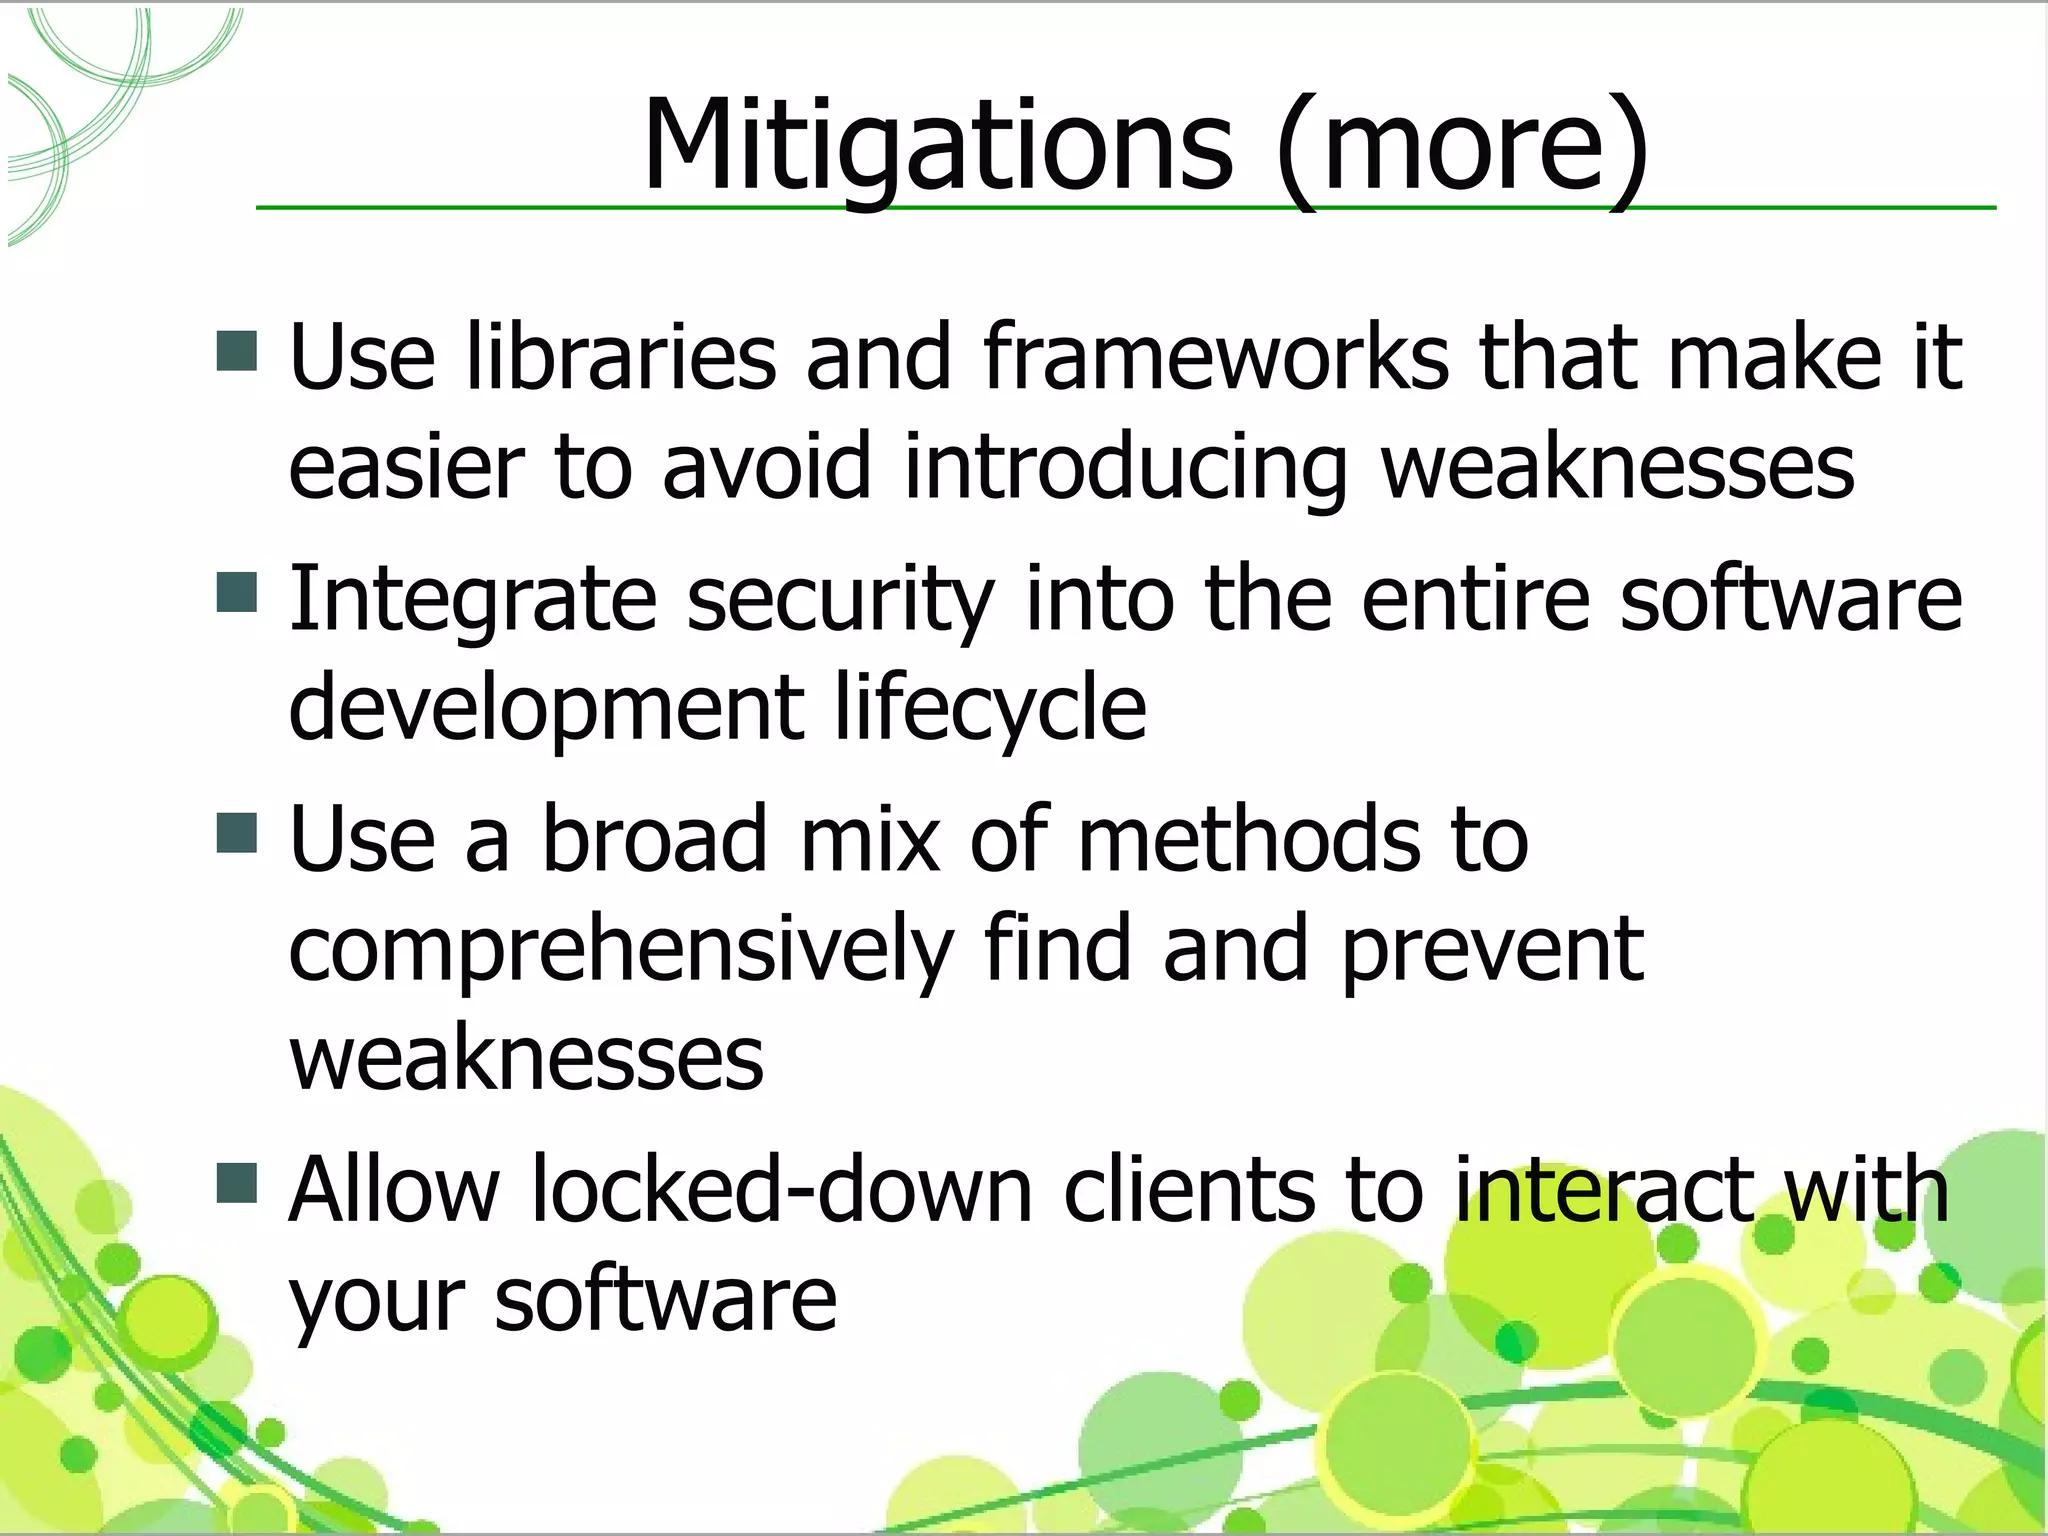 Mitigations (more)
Use libraries and frameworks that make it
easier to avoid introducing weaknesses
Integrate security into the entire software
development lifecycle
Use a broad mix of methods to
comprehensively find and prevent
weaknesses
Allow locked-down clients to interact with
your software